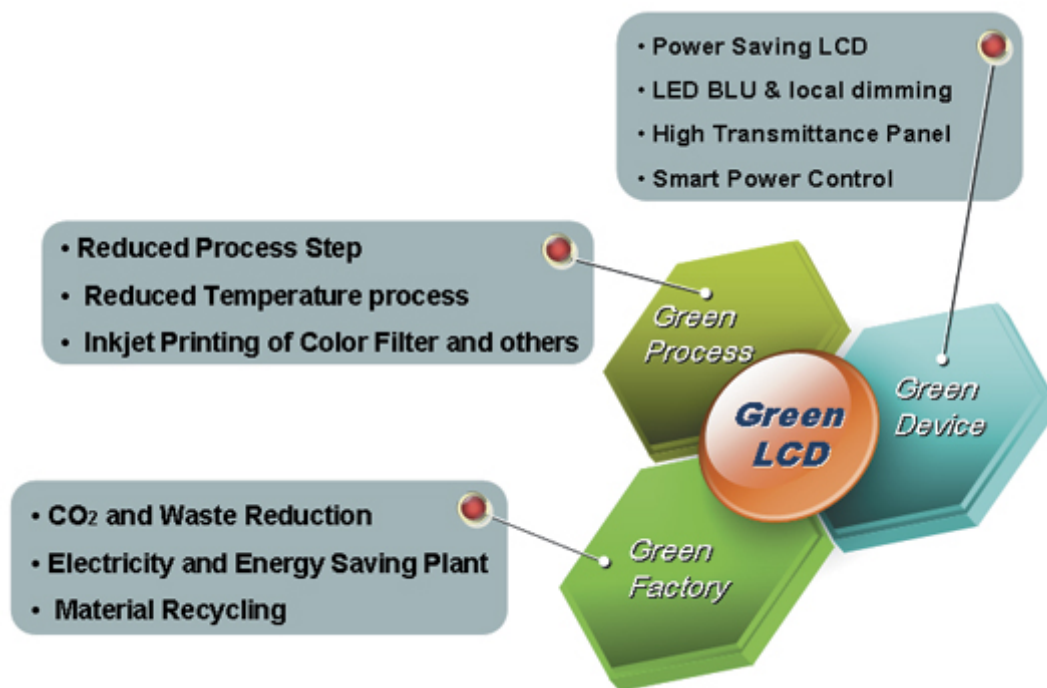 • Power Saving LCD
• LED BLU & local dimming
• High Transmittance Panel
• Smart Power Control
• Reduced Process Step
• Reduced Temperature process
• Inkjet Printing of Color Filter and others
Green
Process
Green
Device
Green
LCD
• CO₂ and Waste Reduction
• Electricity and Energy Saving Plant
• Material Recycling
Green
Factory